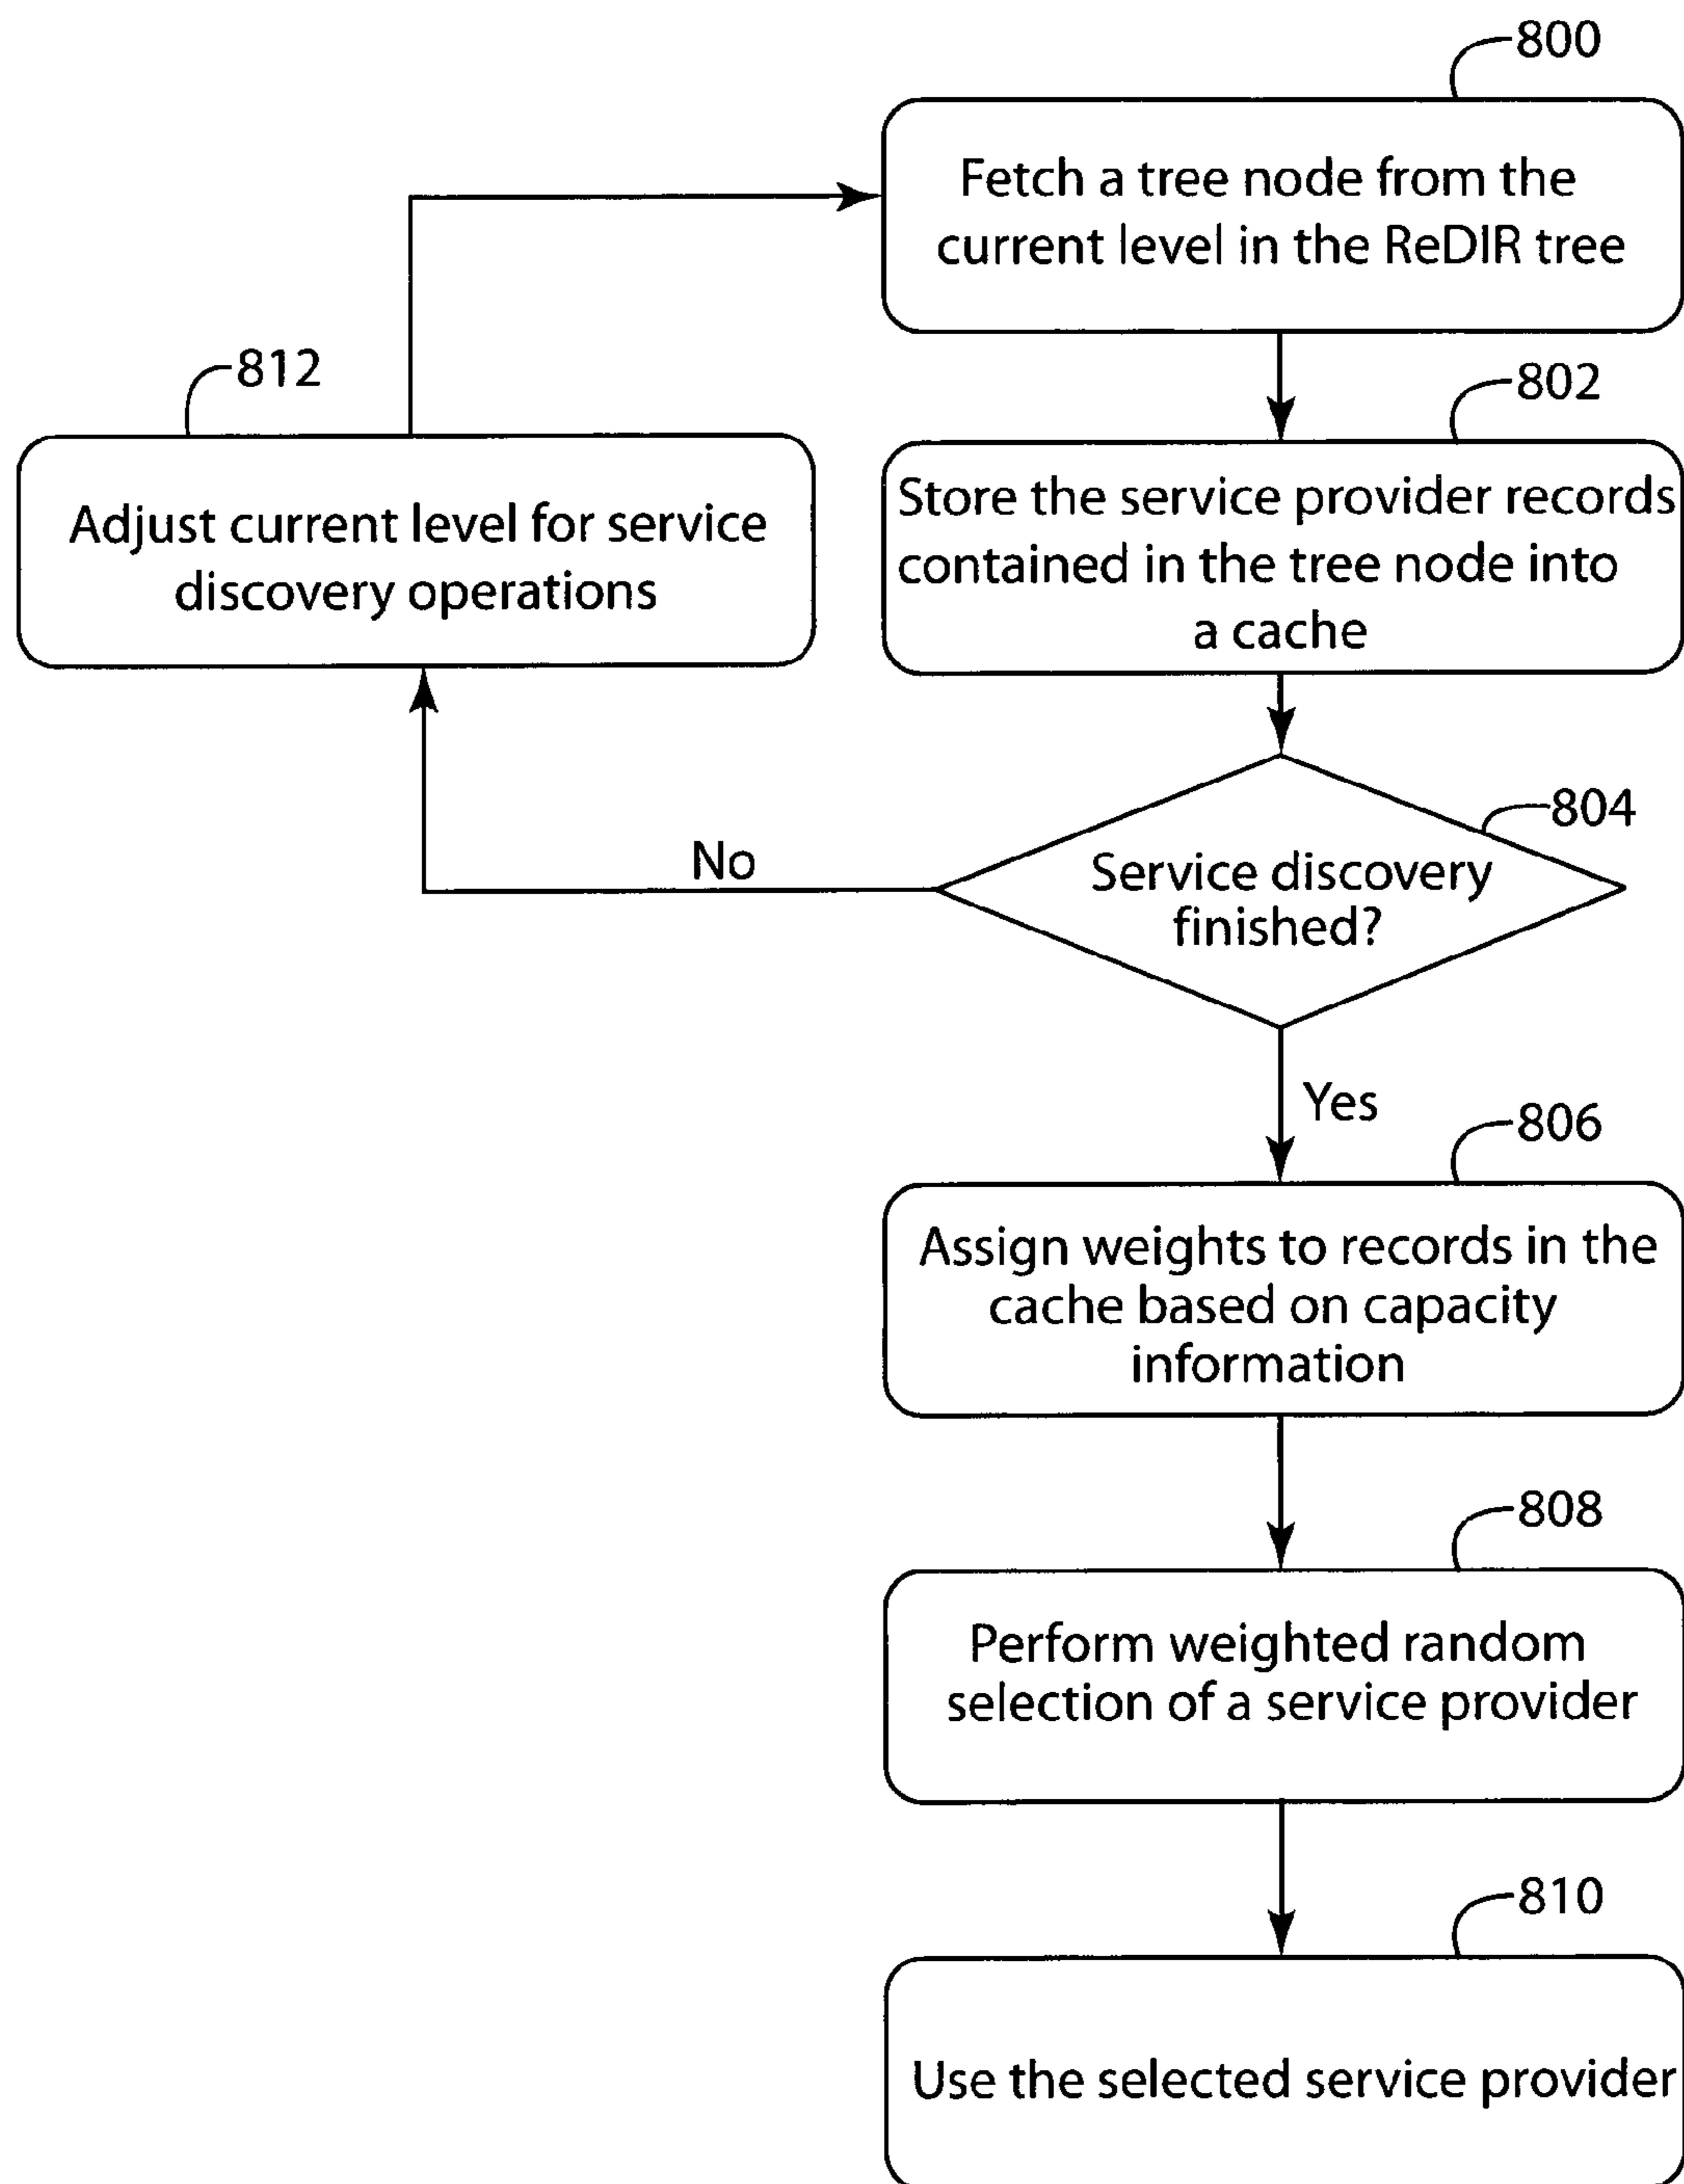 800
Fetch a tree node from the
current level in the ReDIR tree
812
802
Adjust current level for service
discovery operations
Store the service provider records
contained in the tree node into
a cache
804
No
Service discovery
finished?
Yes
806
Assign weights to records in the
cache based on capacity
information
808
Perform weighted random
selection of a service provider
810
Use the selected service provider